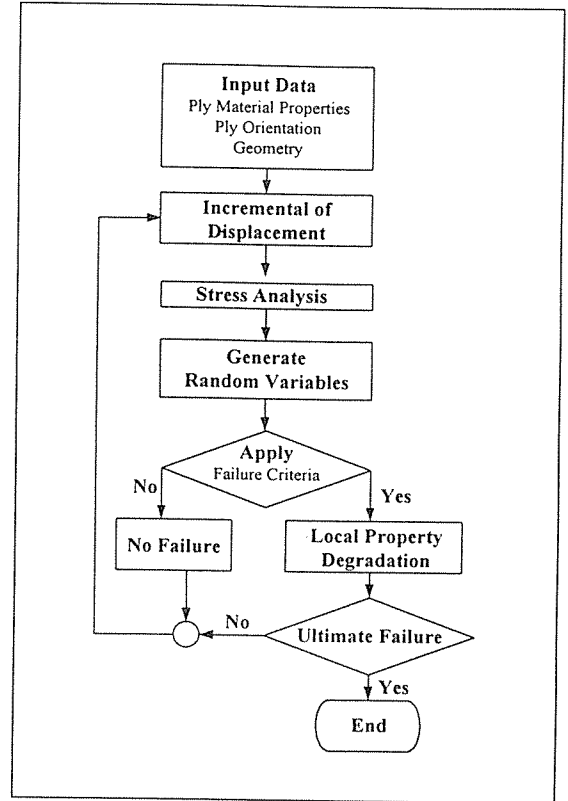 Input Data
Ply Material Properties
Ply Orientation
Geometry
Incremental of
Displacement
Stress Analysis
Generate
Random Variables
Apply
Failure Criteria
No
Yes
No Failure
Local Property
Degradation
No
Ultimate Failure
Yes
End